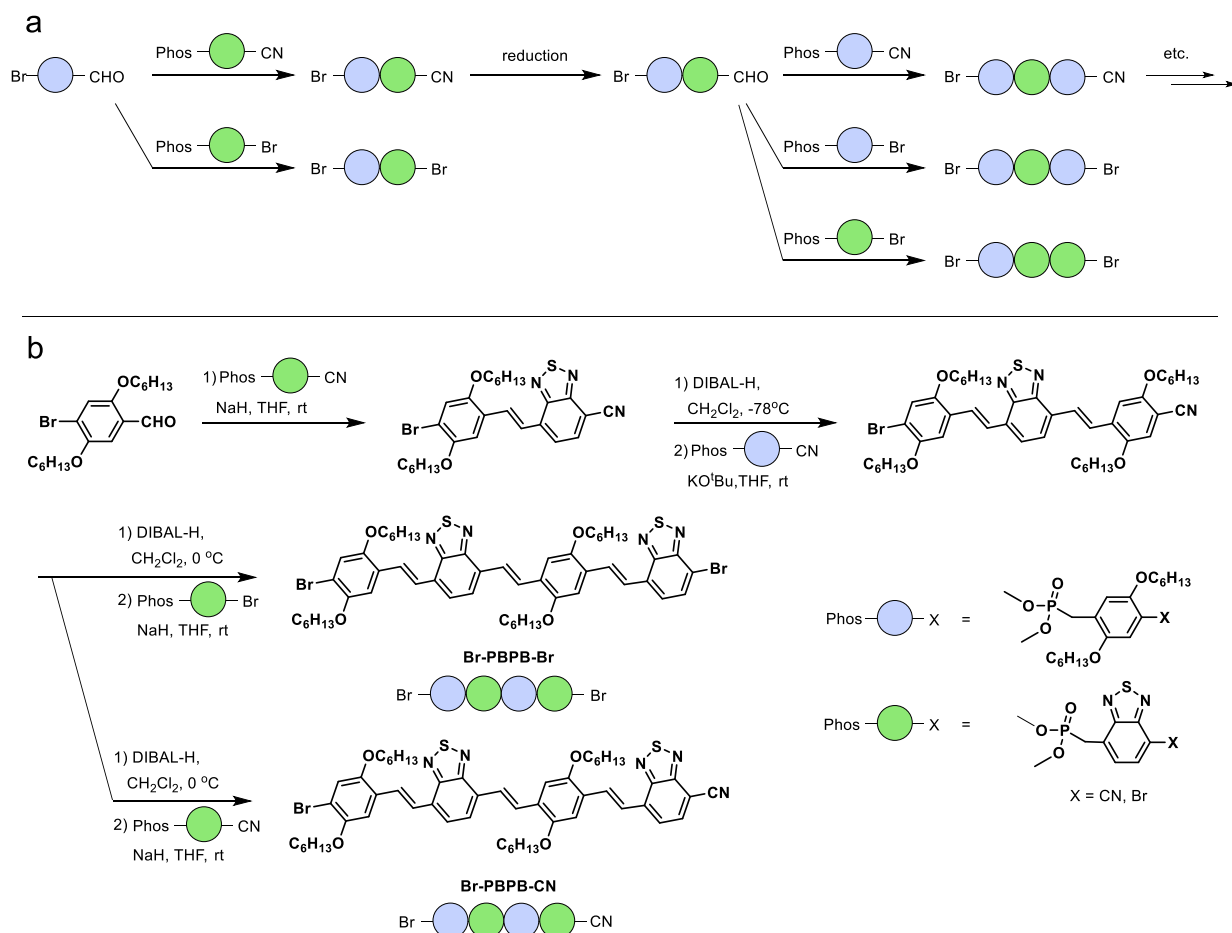 a
Br CHO
Phos CN
Br CN
reduction
Br CHO
Phos CN
Br CN
etc.
Phos Br
Br Br
Phos Br
Br Br
Phos Br
Br Br
b
OC6H13
Br CHO
C6H13O
1) Phos CN
NaH, THF, rt
S
N N
OC6H13
CN
Br
C6H13O
1) DIBAL-H,
CH2Cl2, -78oC
2) Phos CN
KOtBu,THF, rt
S
N N
OC6H13
OC6H13
CN
Br
C6H13O
C6H13O
1) DIBAL-H,
CH2Cl2, 0 oC
2) Phos Br
NaH, THF, rt
S
N N
OC6H13
S
N N
OC6H13
Br
Br
C6H13O
C6H13O
Br-PBPB-Br
Br Br
1) DIBAL-H,
CH2Cl2, 0 oC
2) Phos CN
NaH, THF, rt
S
N N
OC6H13
S
N N
OC6H13
CN
Br
C6H13O
C6H13O
Br-PBPB-CN
Br CN
Phos X =
O
O P
O
OC6H13
X
C6H13O
Phos X =
S
N N
O
O P
O
X
X = CN, Br